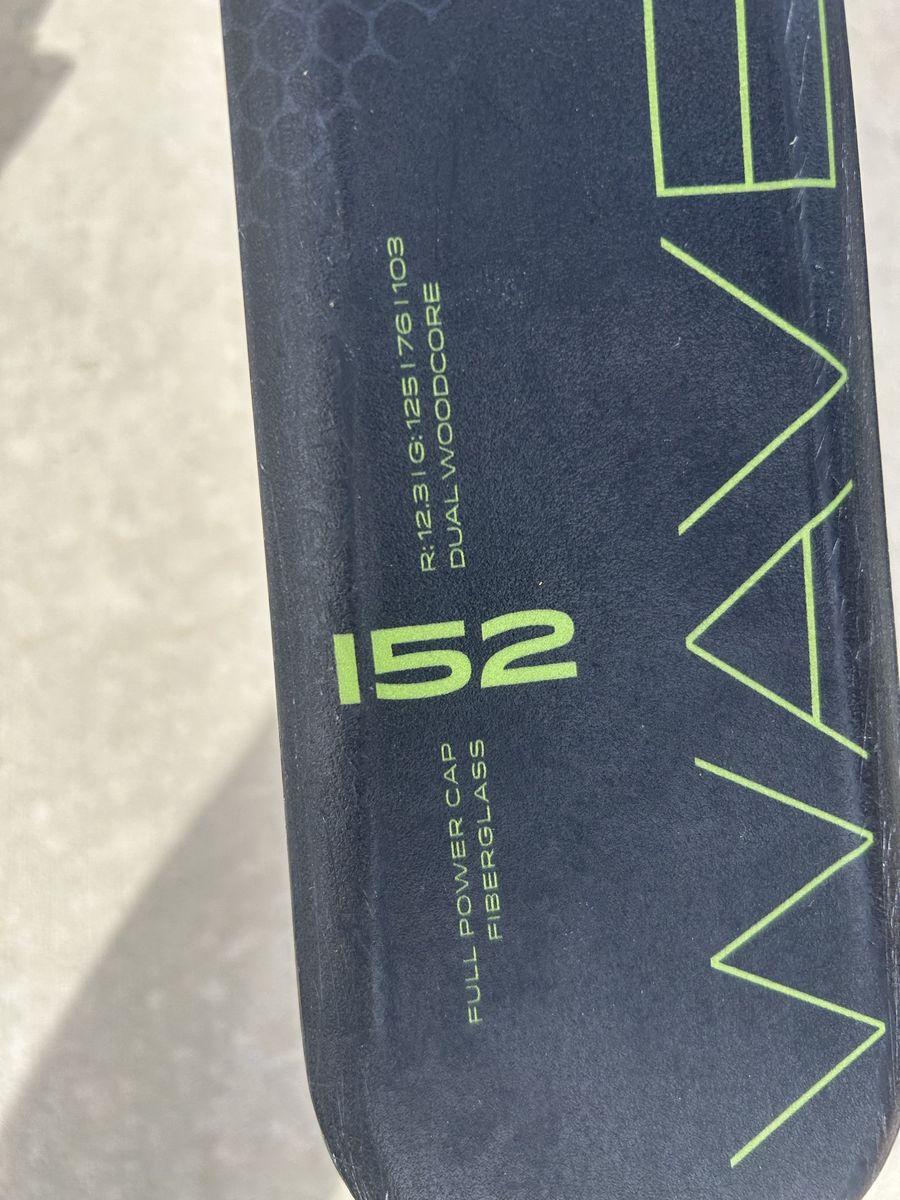 R: 12.3 | G: 125 | 76 | 103
DUAL WOODCORE
152
FULL POWER CAP
FIBERGLASS
WAVE